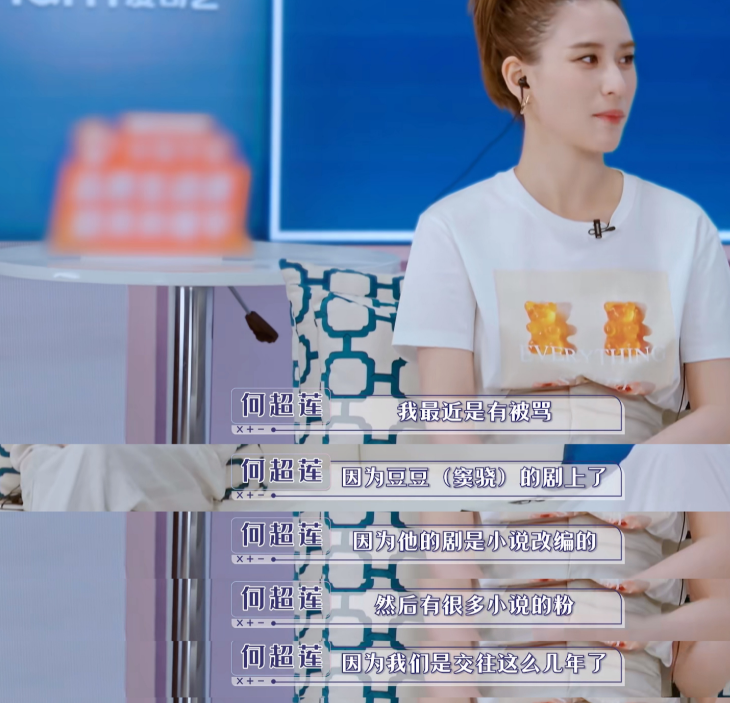 EVERYTHING
何超莲
我最近是有被骂
何超莲
因为豆豆（窦骁）的剧上了
何超莲
因为他的剧是小说改编的
何超莲
然后有很多小说的粉
何超莲
因为我们是交往这么几年了